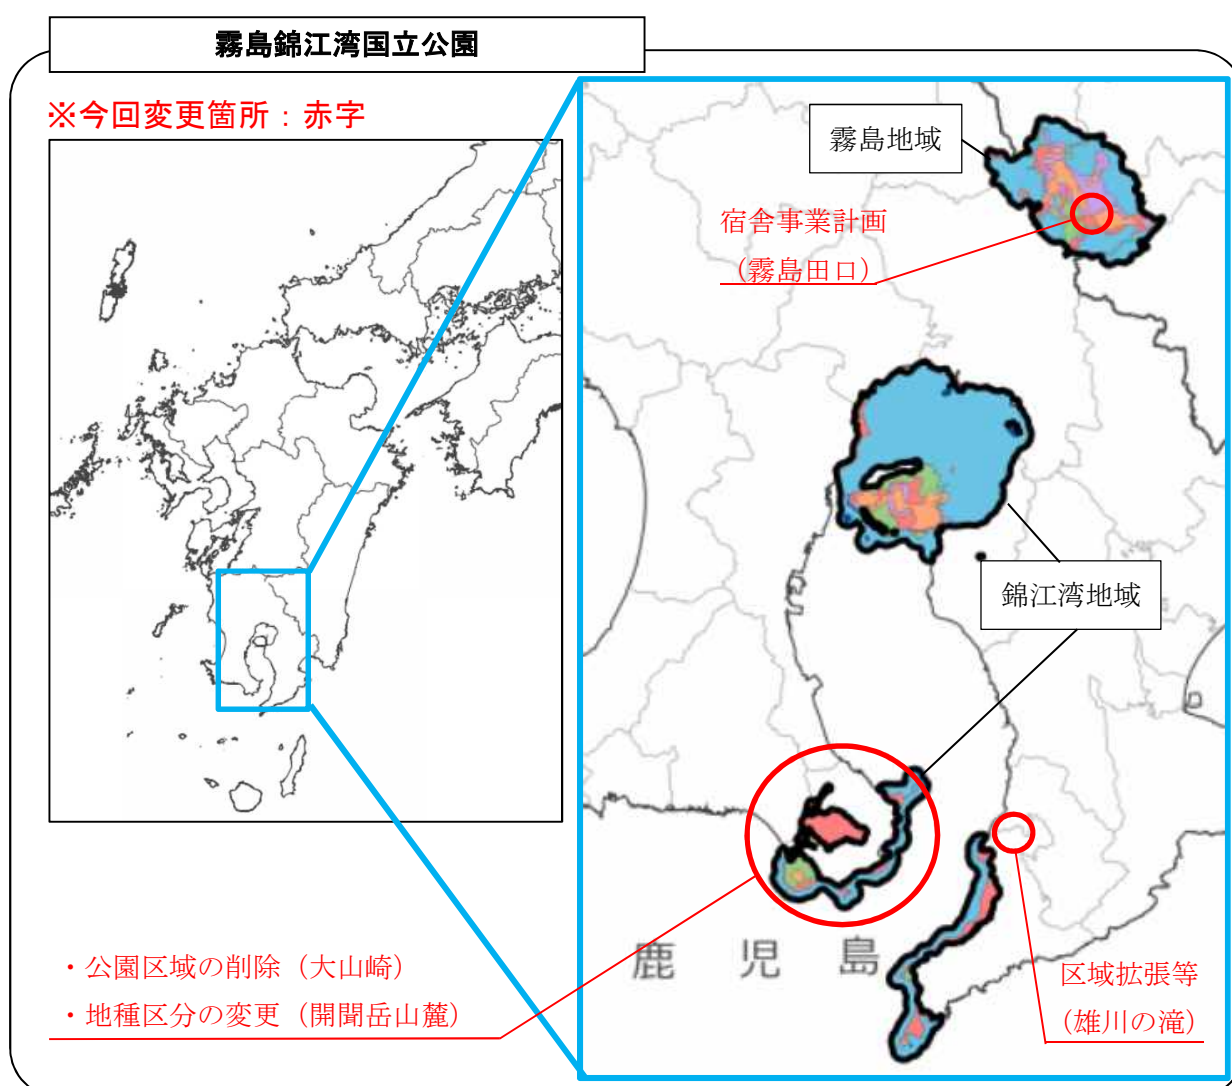 霧島錦江湾国立公園
※今回変更箇所：赤字
霧島地域
宿舎事業計画
（霧島田口）
錦江湾地域
鹿児島
・公園区域の削除（大山崎）
・地種区分の変更（開聞岳山麓）
区域拡張等
（雄川の滝）